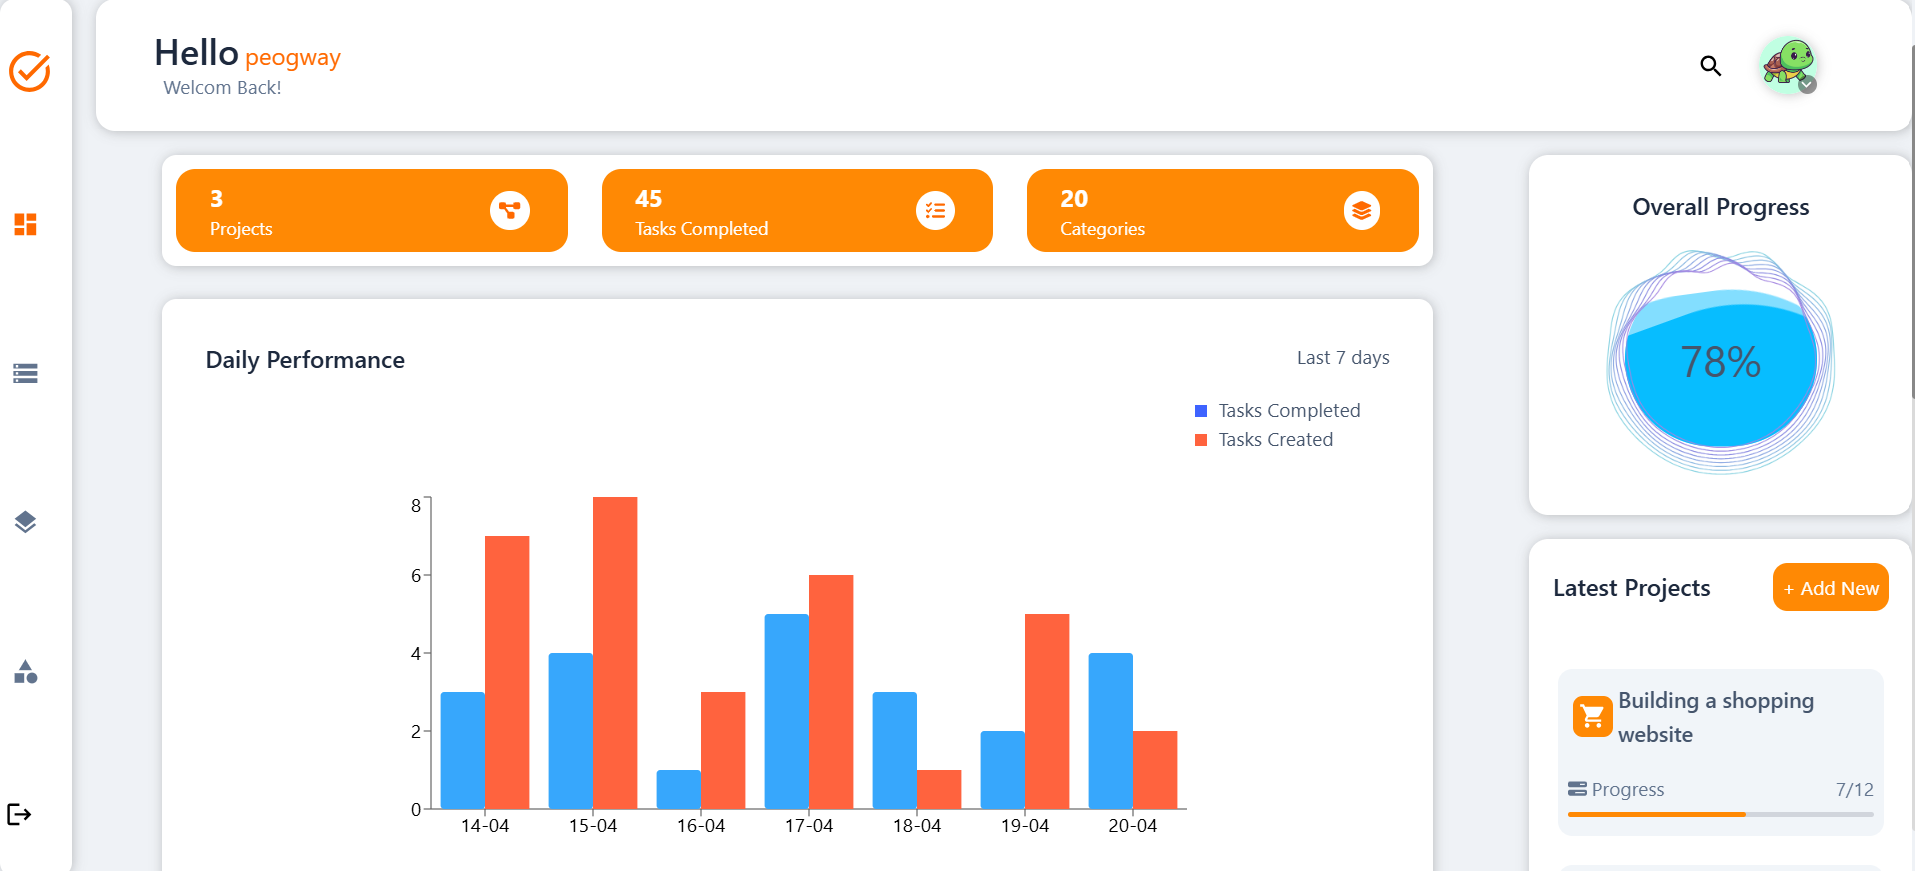 Hello peogway
Welcom Back!
3
Projects
45
Tasks Completed
20
Categories
Daily Performance
Last 7 days
Tasks Completed
Tasks Created
8
6
4
2
0
14-04 15-04 16-04 17-04 18-04 19-04 20-04
Overall Progress
78%
Latest Projects
+ Add New
Building a shopping
website
Progress 7/12